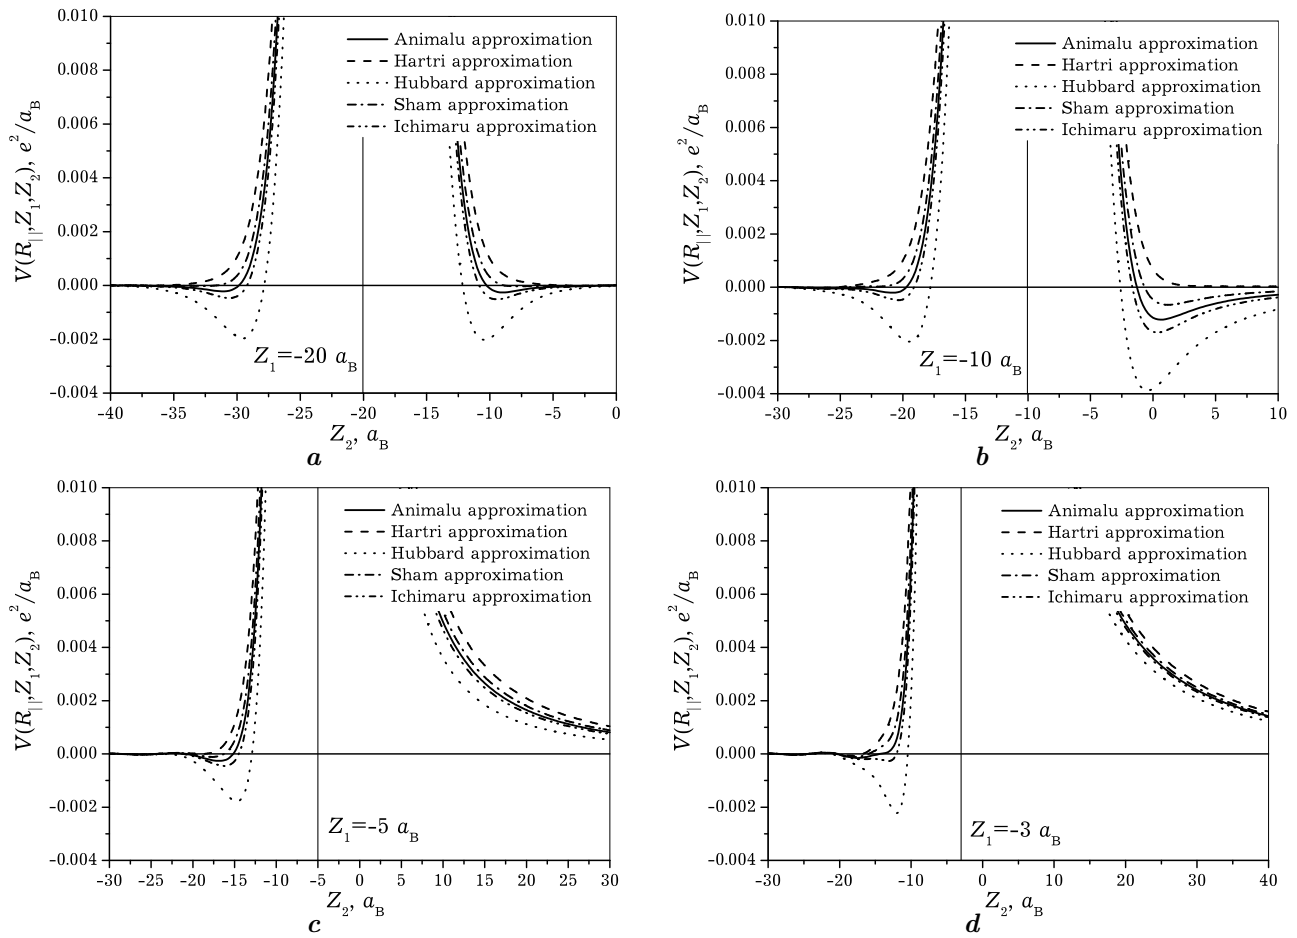 V(R||,Z1,Z2), e2/aB
0.010
0.008
0.006
0.004
0.002
0.000
-0.002
-0.004
Animalu approximation
Hartri approximation
Hubbard approximation
Sham approximation
Ichimaru approximation
Z1=-20 aB
-40 -35 -30 -25 -20 -15 -10 -5 0
Z2, aB
a
V(R||,Z1,Z2), e2/aB
0.010
0.008
0.006
0.004
0.002
0.000
-0.002
-0.004
Animalu approximation
Hartri approximation
Hubbard approximation
Sham approximation
Ichimaru approximation
Z1=-10 aB
-30 -25 -20 -15 -10 -5 0 5 10
Z2, aB
b
V(R||,Z1,Z2), e2/aB
0.010
0.008
0.006
0.004
0.002
0.000
-0.002
-0.004
Animalu approximation
Hartri approximation
Hubbard approximation
Sham approximation
Ichimaru approximation
Z1=-5 aB
-30 -25 -20 -15 -10 -5 0 5 10 15 20 25 30
Z2, aB
c
V(R||,Z1,Z2), e2/aB
0.010
0.008
0.006
0.004
0.002
0.000
-0.002
-0.004
Animalu approximation
Hartri approximation
Hubbard approximation
Sham approximation
Ichimaru approximation
Z1=-3 aB
-30 -20 -10 0 10 20 30 40
Z2, aB
d